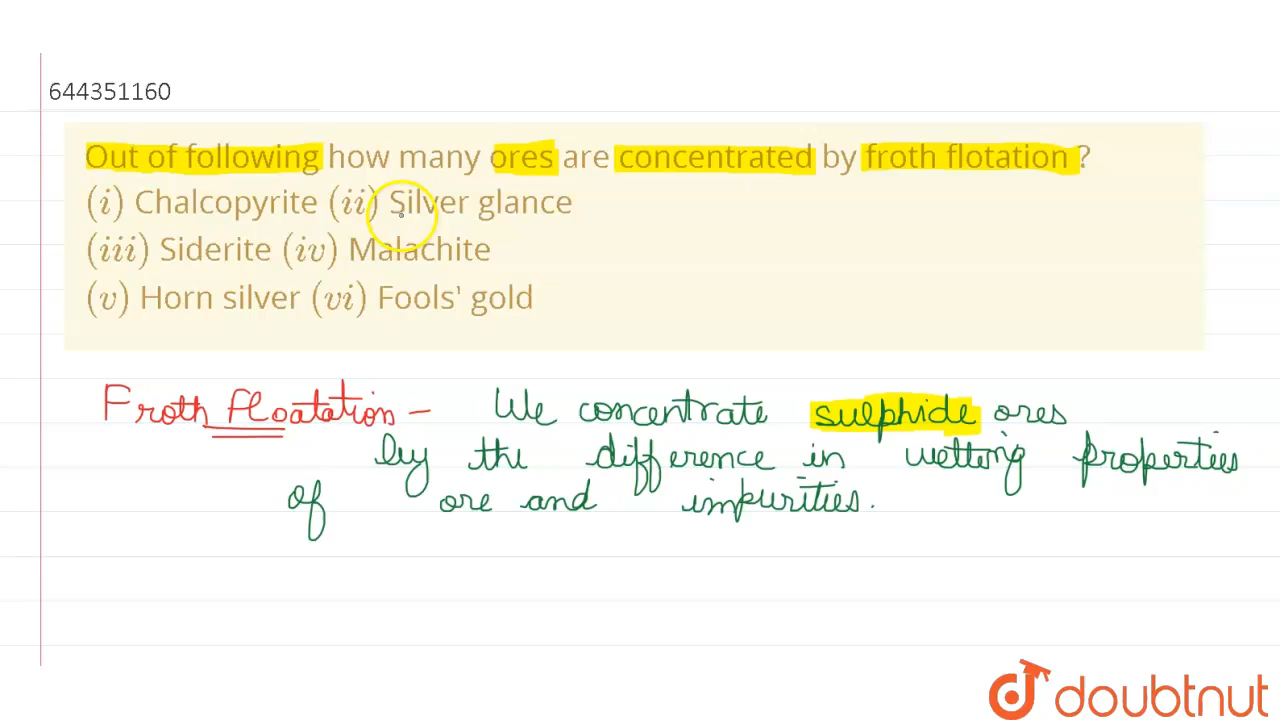 644351160
Out of following how many ores are concentrated by froth flotation ?
(i) Chalcopyrite (ii) Silver glance
(iii) Siderite (iv) Malachite
(v) Horn silver (vi) Fools' gold
Froth floatation - We concentrate sulphide ores
by the difference in wetting properties
of ore and impurities.
doubtnut